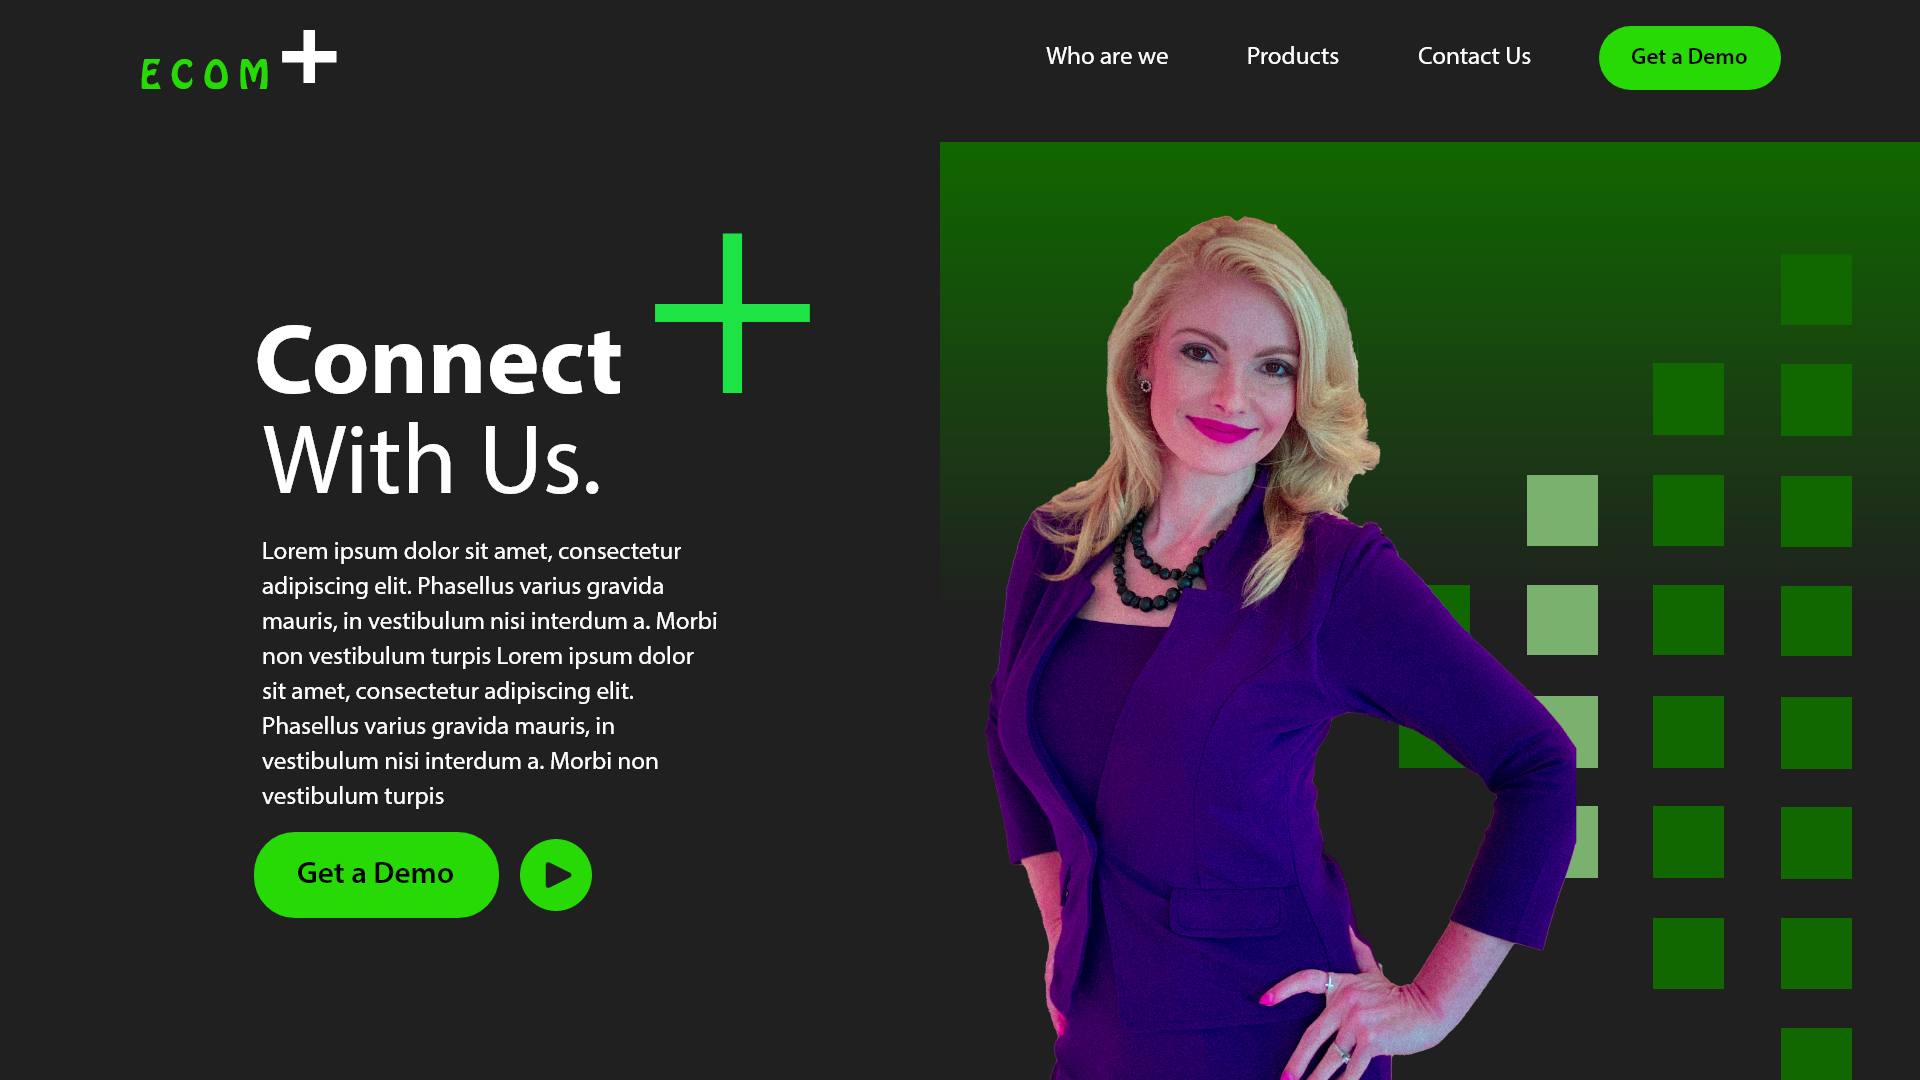 ECOM+
Who are we
Products
Contact Us
Get a Demo
Connect
With Us.
Lorem ipsum dolor sit amet, consectetur
adipiscing elit. Phasellus varius gravida
mauris, in vestibulum nisi interdum a. Morbi
non vestibulum turpis Lorem ipsum dolor
sit amet, consectetur adipiscing elit.
Phasellus varius gravida mauris, in
vestibulum nisi interdum a. Morbi non
vestibulum turpis
Get a Demo